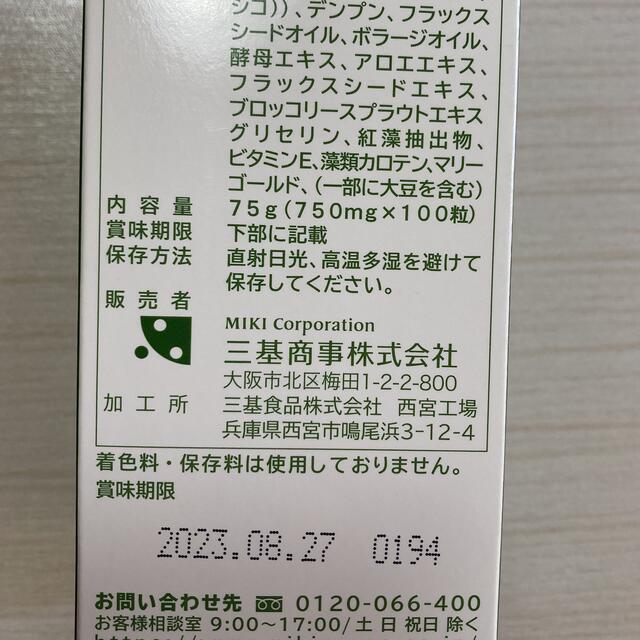 シコ))、デンプン、フラックス
シードオイル、ボラージオイル、
酵母エキス、アロエエキス、
フラックスシードエキス、
ブロッコリースプラウトエキス
グリセリン、紅藻抽出物、
ビタミンE、藻類カロテン、マリー
ゴールド、(一部に大豆を含む)
内容量 75g(750mg×100粒)
賞味期限 下部に記載
保存方法 直射日光、高温多湿を避けて
保存してください。
販売者
MIKI Corporation
三基商事株式会社
大阪市北区梅田1-2-2-800
加工所 三基食品株式会社 西宮工場
兵庫県西宮市鳴尾浜3-12-4
着色料・保存料は使用しておりません。
賞味期限
2023.08.27 0194
お問い合わせ先 0120-066-400
お客様相談室 9:00〜17:00/土日祝日除く